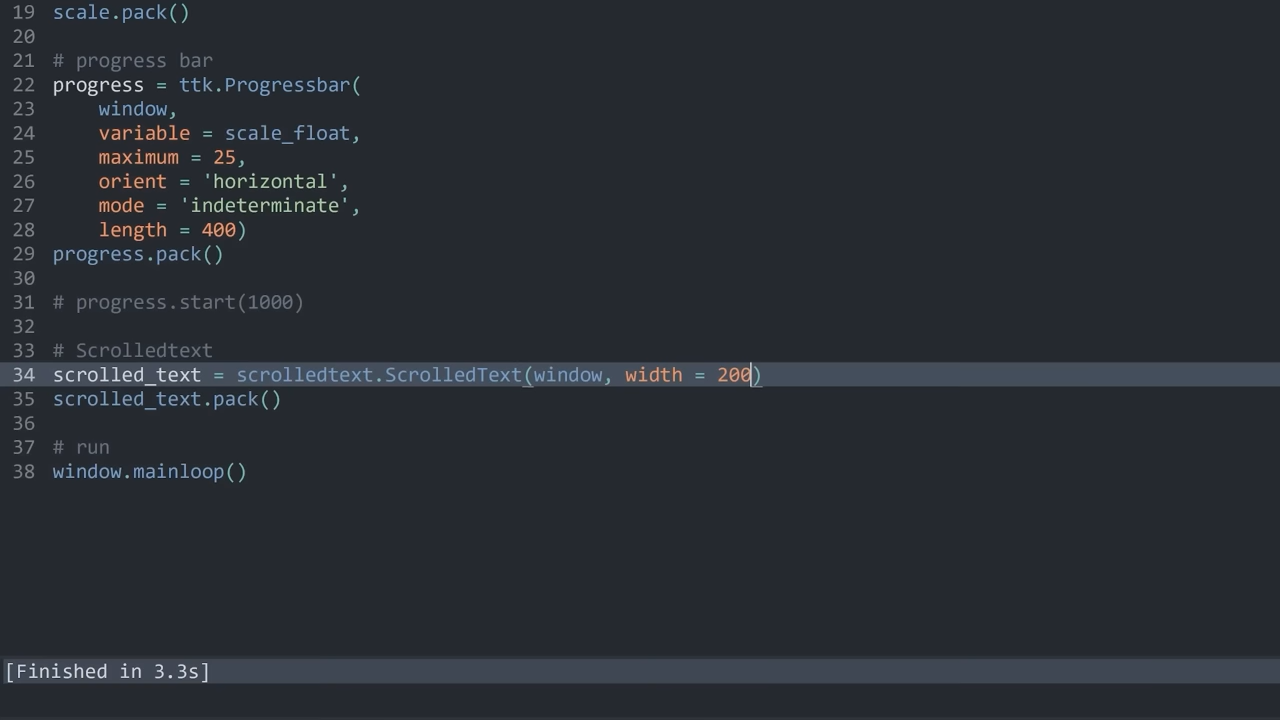 19 scale.pack()
20
21 # progress bar
22 progress = ttk.Progressbar(
23     window,
24     variable = scale_float,
25     maximum = 25,
26     orient = 'horizontal',
27     mode = 'indeterminate',
28     length = 400)
29 progress.pack()
30
31 # progress.start(1000)
32
33 # Scrolledtext
34 scrolled_text = scrolledtext.ScrolledText(window, width = 200)
35 scrolled_text.pack()
36
37 # run
38 window.mainloop()
[Finished in 3.3s]